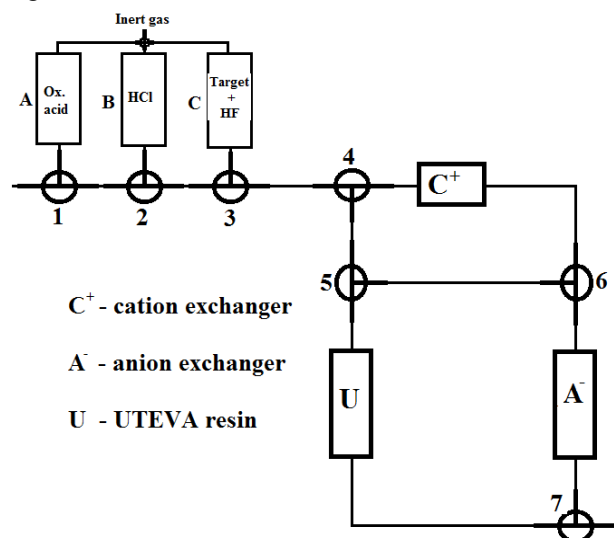 Inert gas
A
Ox.
acid
B
HCl
C
Target
+
HF
1
2
3
4
C⁺
5
6
C⁺ - cation exchanger
A⁻ - anion exchanger
U - UTEVA resin
U
A⁻
7